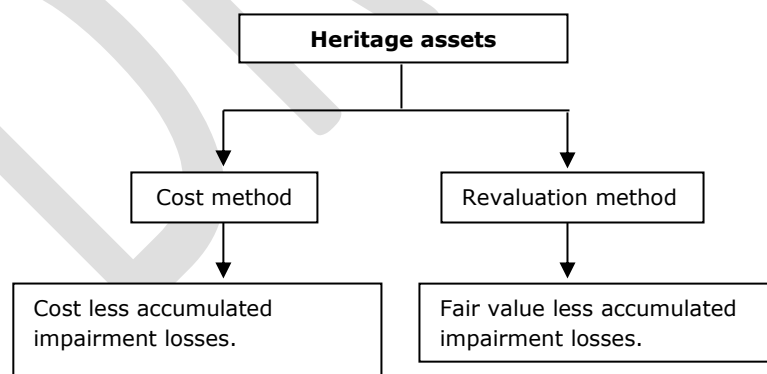 Heritage assets
Cost method
Revaluation method
Cost less accumulated
impairment losses.
Fair value less accumulated
impairment losses.